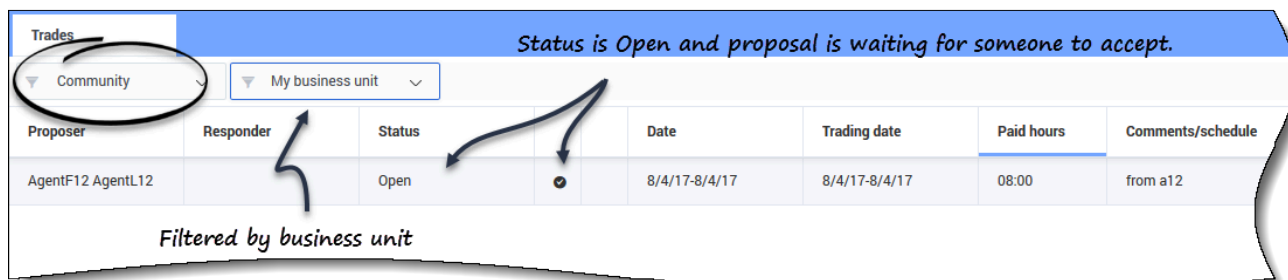 Trades
Status is Open and proposal is waiting for someone to accept.
Community My business unit
Proposer Responder Status Date Trading date Paid hours Comments/schedule
AgentF12 AgentL12 Open 8/4/17-8/4/17 8/4/17-8/4/17 08:00 from a12
Filtered by business unit